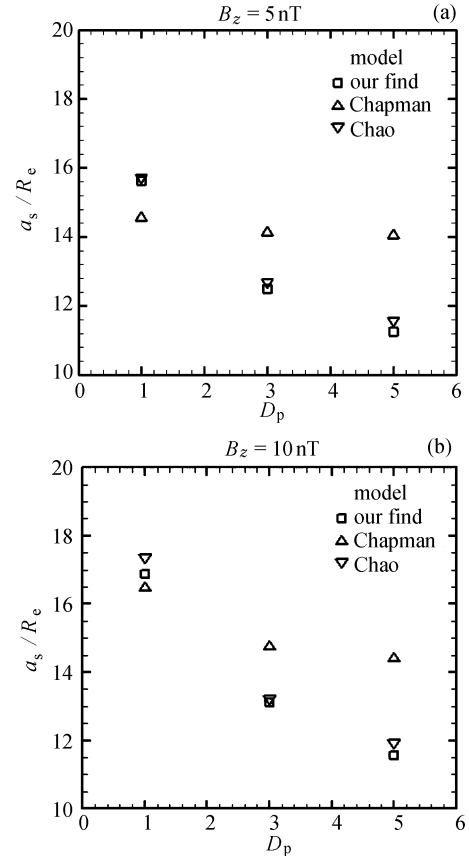 B_z = 5 nT
(a)
model
our find
Chapman
Chao
20
18
16
14
12
10
a_s / R_e
0 1 2 3 4 5 6
D_p
B_z = 10 nT
(b)
model
our find
Chapman
Chao
20
18
16
14
12
10
a_s / R_e
0 1 2 3 4 5 6
D_p